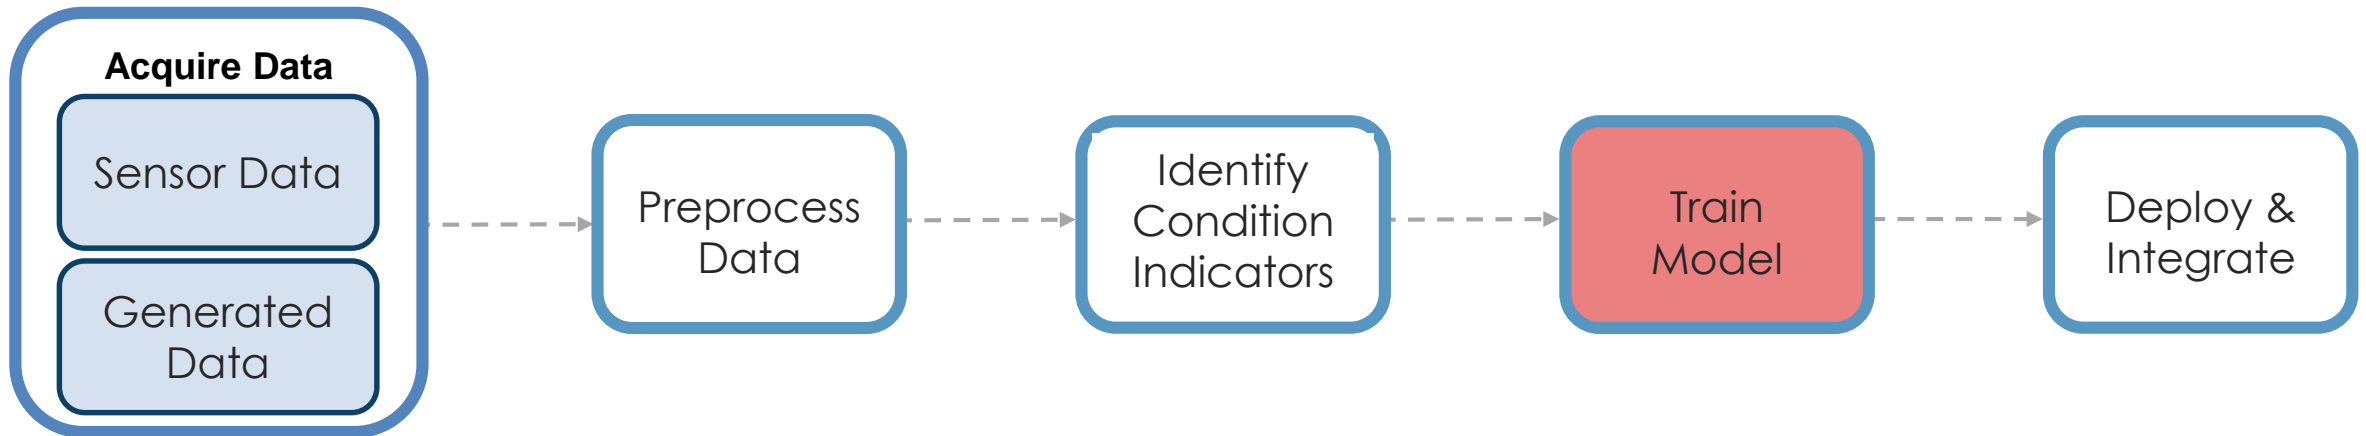 Acquire Data
Sensor Data
Generated
Data
Preprocess
Data
Identify
Condition
Indicators
Train
Model
Deploy &
Integrate